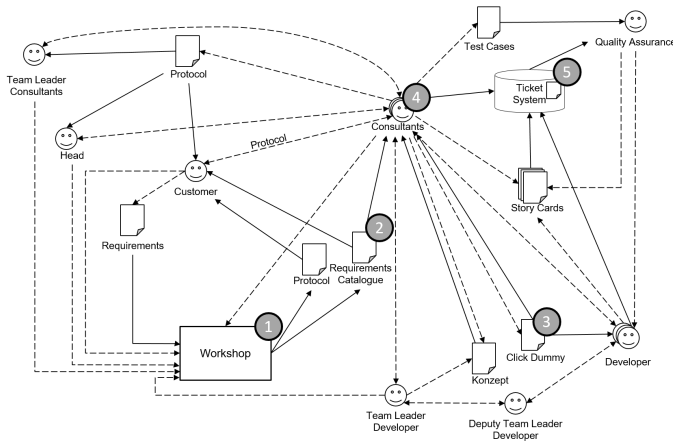 Test Cases
Quality Assurance
Team Leader
Consultants
Protocol
4
5
Ticket
System
Consultants
Head
Protocol
Customer
Story Cards
Requirements
2
Protocol
Requirements
Catalogue
1
3
Workshop
Click Dummy
Developer
Konzept
Team Leader
Developer
Deputy Team Leader
Developer